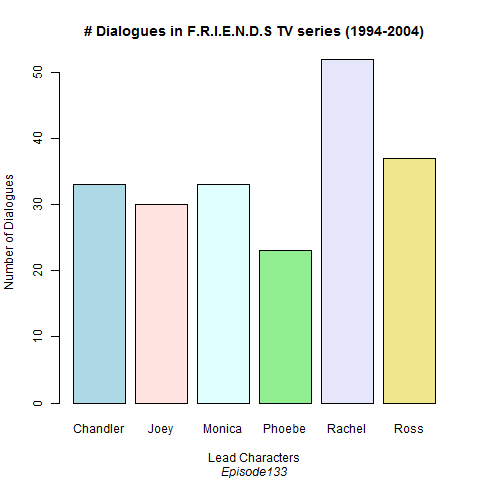 # Dialogues in F.R.I.E.N.D.S TV series (1994-2004)
Number of Dialogues
50
40
30
20
10
0
Chandler Joey Monica Phoebe Rachel Ross
Lead Characters
Episode133